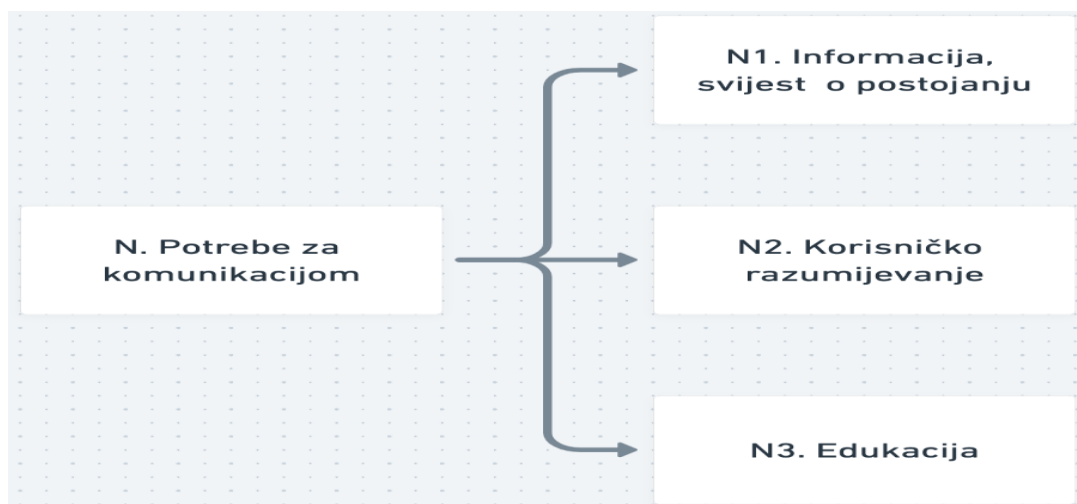 N1. Informacija,
svijest o postojanju
N. Potrebe za
komunikacijom
N2. Korisničko
razumijevanje
N3. Edukacija